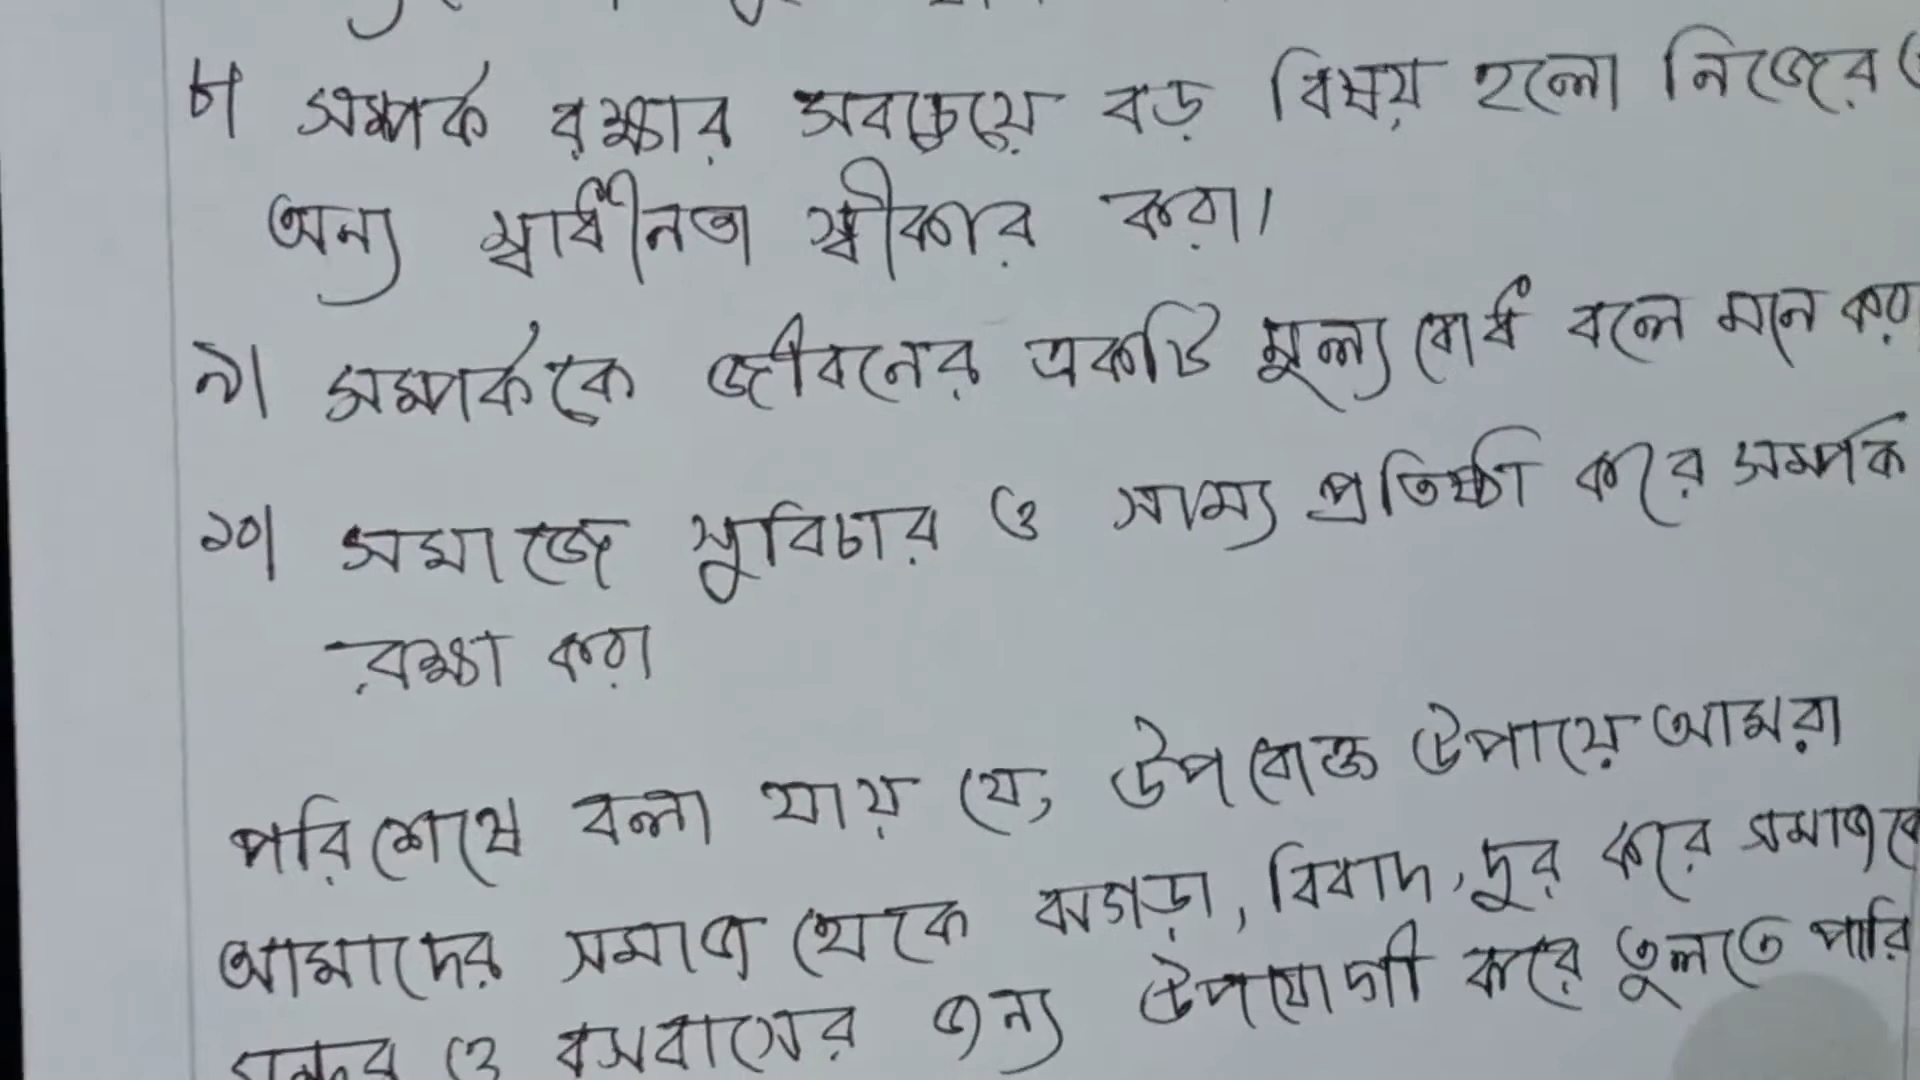 ৮। সম্পর্ক রক্ষার সবচেয়ে বড় বিষয় হলো নিজের
অন্য স্বাধীনতা স্বীকার করা।
৯। সম্পর্ককে জীবনের একটি মূল্যবোধ বলে মনে করা
১০। সমাজে সুবিচার ও সাম্য প্রতিষ্ঠা করে সম্পর্ক
রক্ষা করা
পরিশেষে বলা যায় যে, উপরোক্ত উপায়ে আমরা
আমাদের সমাজ থেকে ঝগড়া, বিবাদ, দুর করে সমাজকে
সুন্দর ও বসবাসের জন্য উপযোগী করে তুলতে পারি